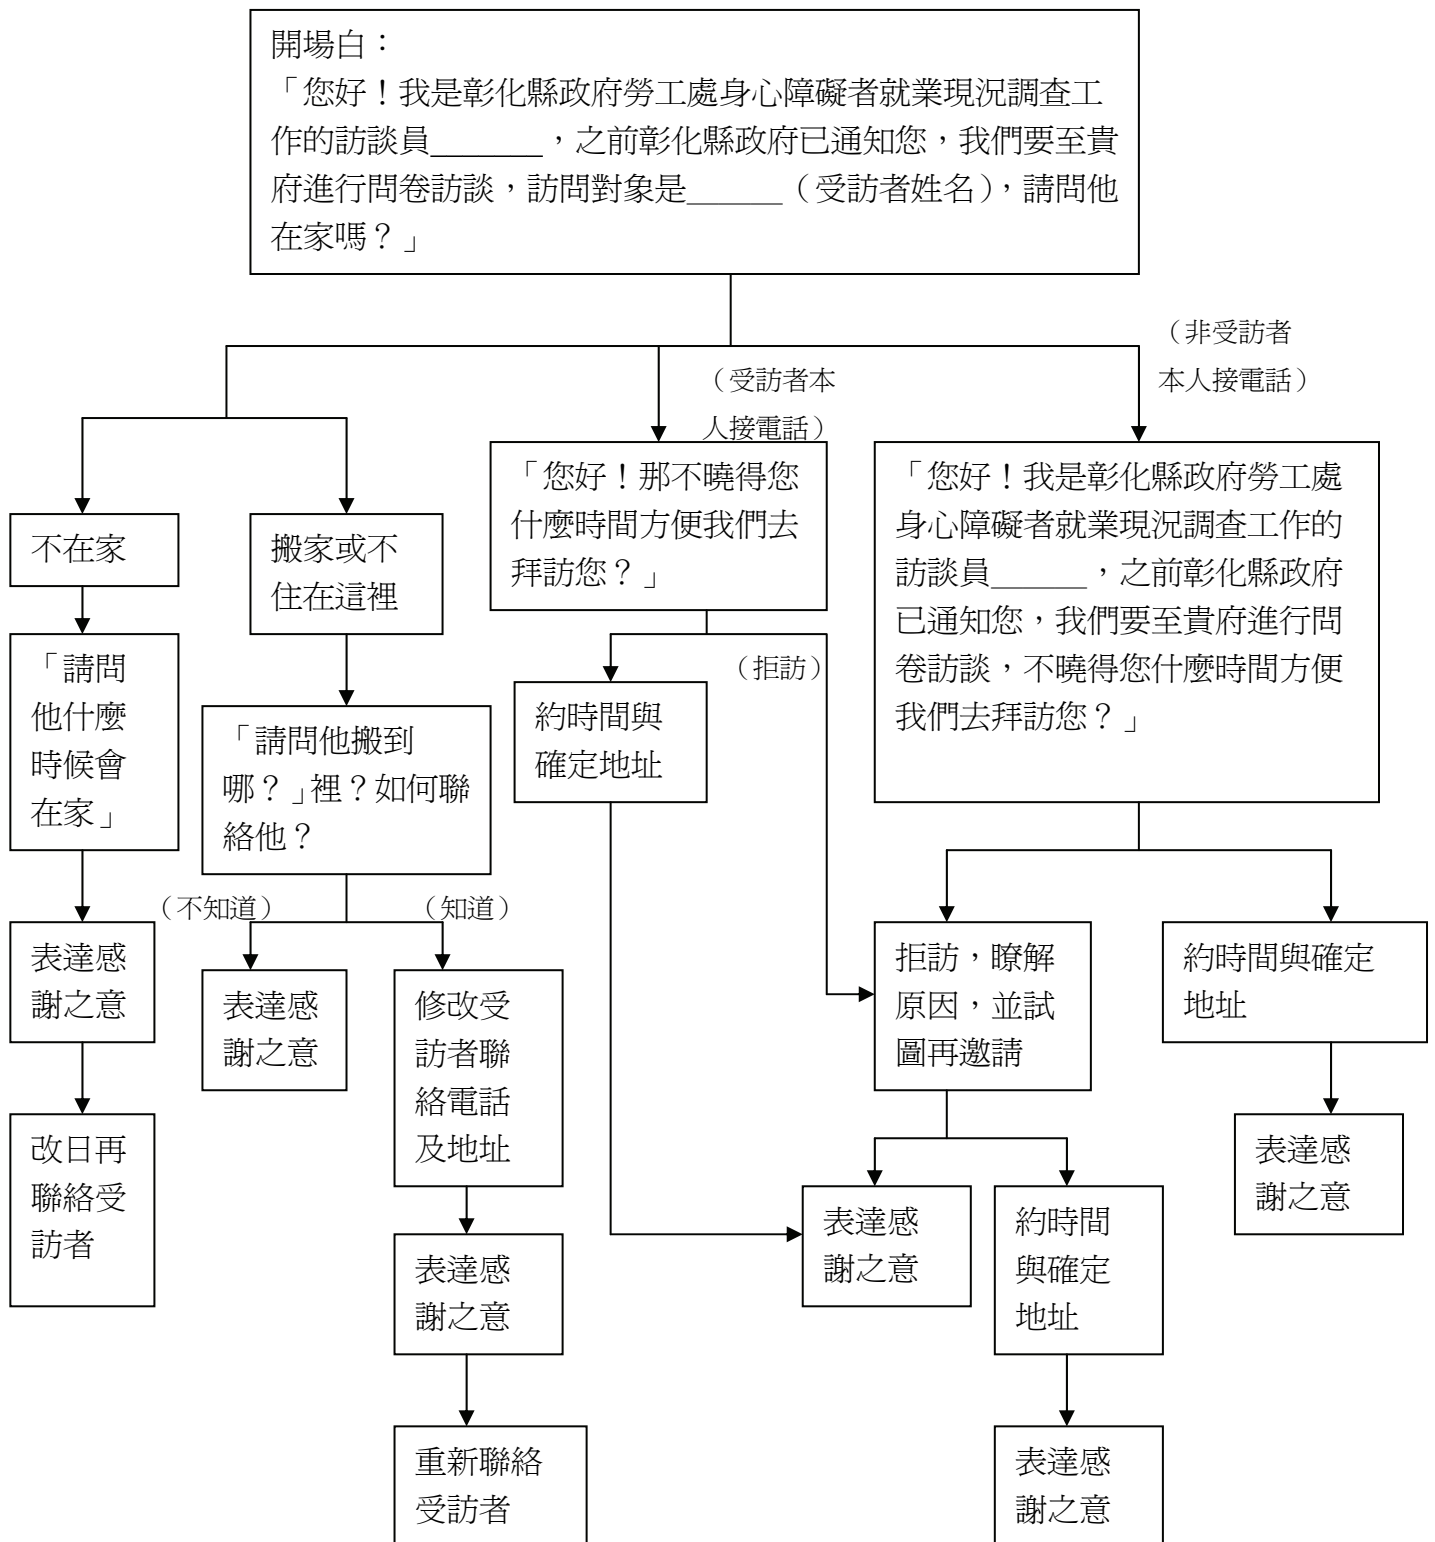 開場白：
「您好！我是彰化縣政府勞工處身心障礙者就業現況調查工
作的訪談員_______，之前彰化縣政府已通知您，我們要至貴
府進行問卷訪談，訪問對象是______（受訪者姓名），請問他
在家嗎？」
（非受訪者
本人接電話）
（受訪者本
人接電話）
不在家
搬家或不
住在這裡
「您好！那不曉得您
什麼時間方便我們去
拜訪您？」
「您好！我是彰化縣政府勞工處
身心障礙者就業現況調查工作的
訪談員______，之前彰化縣政府
已通知您，我們要至貴府進行問
卷訪談，不曉得您什麼時間方便
我們去拜訪您？」
「請問
他什麼
時候會
在家」
「請問他搬到
哪？」裡？如何聯
絡他？
（拒訪）
約時間與
確定地址
（不知道）
（知道）
表達感
謝之意
表達感
謝之意
修改受
訪者聯
絡電話
及地址
拒訪，瞭解
原因，並試
圖再邀請
約時間與確定
地址
改日再
聯絡受
訪者
表達感
謝之意
表達感
謝之意
約時間
與確定
地址
表達感
謝之意
重新聯絡
受訪者
表達感
謝之意